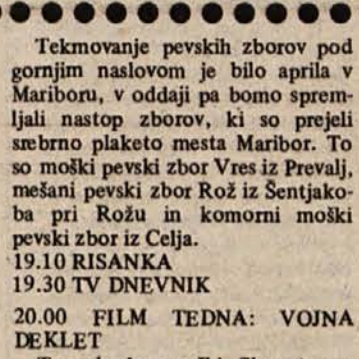 Tekmovanje pevskih zborov pod
gornjim naslovom je bilo aprila v
Mariboru, v oddaji pa bomo sprem-
ljali nastop zborov, ki so prejeli
srebrno plaketo mesta Maribor. To
so moški pevski zbor Vres iz Prevalj,
mešani pevski zbor Rož iz Šentjako-
ba pri Rožu in komorni moški
pevski zbor iz Celja.
19.10 RISANKA
19.30 TV DNEVNIK
20.00 FILM TEDNA: VOJNA
DEKLET